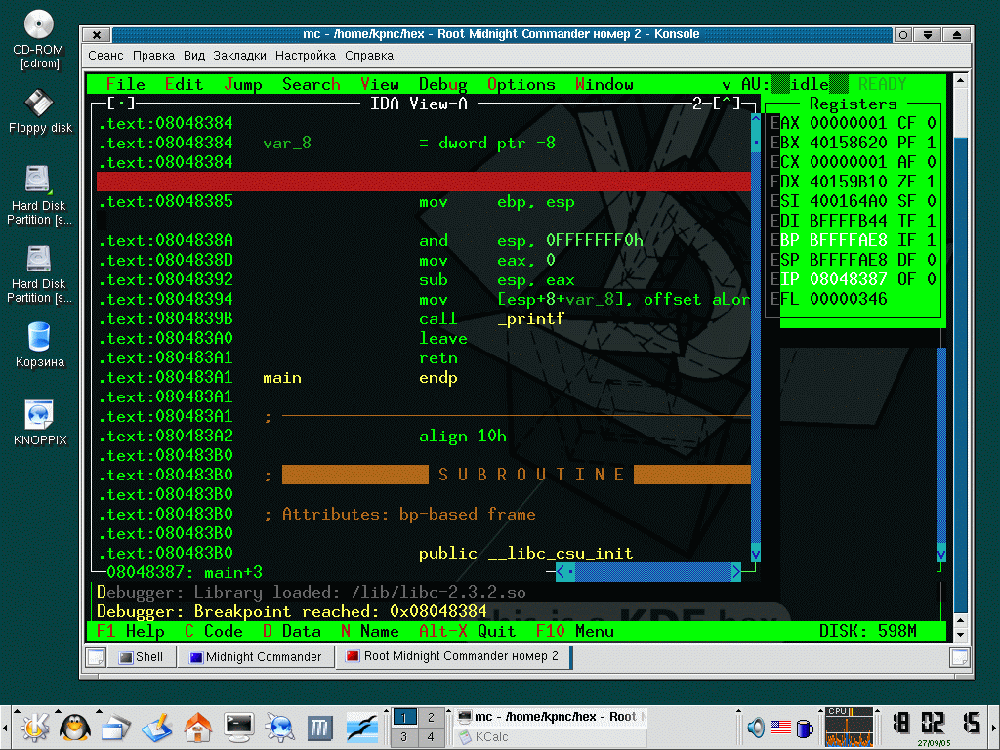 CD-ROM
[cdrom]
Floppy disk
Hard Disk
Partition [s...
Hard Disk
Partition [s...
Корзина
KNOPPIX
mc - /home/kpnc/hex - Root Midnight Commander номер 2 - Konsole
Сеанс Правка Вид Закладки Настройка Справка
File Edit Jump Search View Debug Options Window v AU: idle READY
[·] IDA View-A 2-[^]
.text:08048384
.text:08048384 var_8 = dword ptr -8
.text:08048384
.text:08048385 mov ebp, esp
.text:0804838A and esp, 0FFFFFFF0h
.text:0804838D mov eax, 0
.text:08048392 sub esp, eax
.text:08048394 mov [esp+8+var_8], offset aLor
.text:0804839B call _printf
.text:080483A0 leave
.text:080483A1 retn
.text:080483A1 main endp
.text:080483A1
.text:080483A1 ;
.text:080483A2 align 10h
.text:080483B0
.text:080483B0 ; S U B R O U T I N E
.text:080483B0
.text:080483B0 ; Attributes: bp-based frame
.text:080483B0
.text:080483B0 public __libc_csu_init
08048387: main+3
Registers
EAX 00000001 CF 0
EBX 40158620 PF 1
ECX 00000001 AF 0
EDX 40159B10 ZF 1
ESI 400164A0 SF 0
EDI BFFFFB44 TF 1
EBP BFFFFAE8 IF 1
ESP BFFFFAE8 DF 0
EIP 08048387 OF 0
EFL 00000346
Debugger: Library loaded: /lib/libc-2.3.2.so
Debugger: Breakpoint reached: 0x08048384
This is a KDE box
F1 Help C Code D Data N Name Alt-X Quit F10 Menu DISK: 598M
Shell Midnight Commander Root Midnight Commander номер 2
1 2
3 4
mc - /home/kpnc/hex - Root M
KCalc
CPU
18 02 15
27/09/05